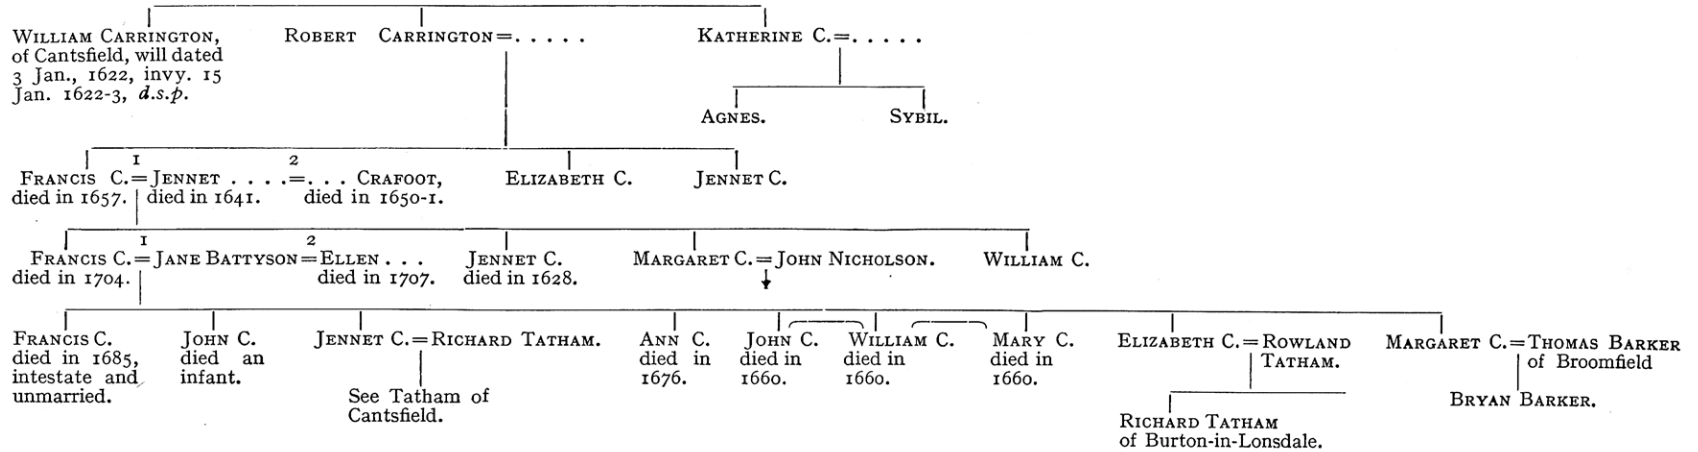 WILLIAM CARRINGTON,
of Cantsfield, will dated
3 Jan., 1622, invy. 15
Jan. 1622-3, d.s.p.
ROBERT CARRINGTON=. . . . .
KATHERINE C.=. . . . .
AGNES.
SYBIL.
1
2
FRANCIS C.=JENNET . . . .=. . . CRAFOOT,
died in 1657. died in 1641. died in 1650-1.
ELIZABETH C.
JENNET C.
1
2
FRANCIS C.=JANE BATTYSON=ELLEN . . .
died in 1704. died in 1707.
JENNET C.
died in 1628.
MARGARET C.=JOHN NICHOLSON.
WILLIAM C.
FRANCIS C.
died in 1685,
intestate and
unmarried.
JOHN C.
died an
infant.
JENNET C.=RICHARD TATHAM.
See Tatham of
Cantsfield.
ANN C.
died in
1676.
JOHN C.
died in
1660.
WILLIAM C.
died in
1660.
MARY C.
died in
1660.
ELIZABETH C.=ROWLAND
TATHAM.
RICHARD TATHAM
of Burton-in-Lonsdale.
MARGARET C.=THOMAS BARKER
of Broomfield
BRYAN BARKER.